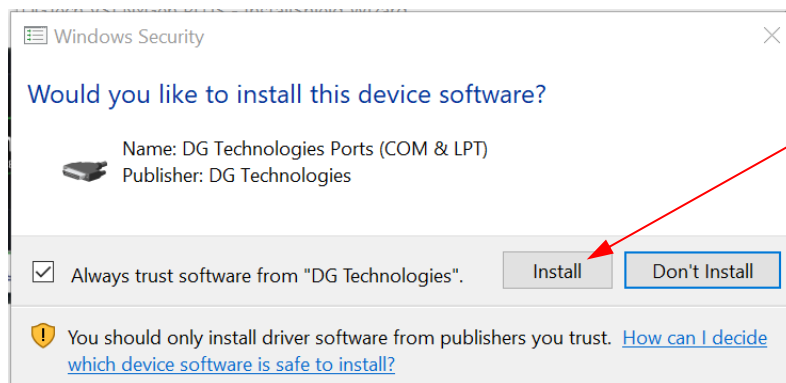 Windows Security
Would you like to install this device software?
Name: DG Technologies Ports (COM & LPT)
Publisher: DG Technologies
Always trust software from "DG Technologies".
Install
Don't Install
You should only install driver software from publishers you trust. How can I decide
which device software is safe to install?